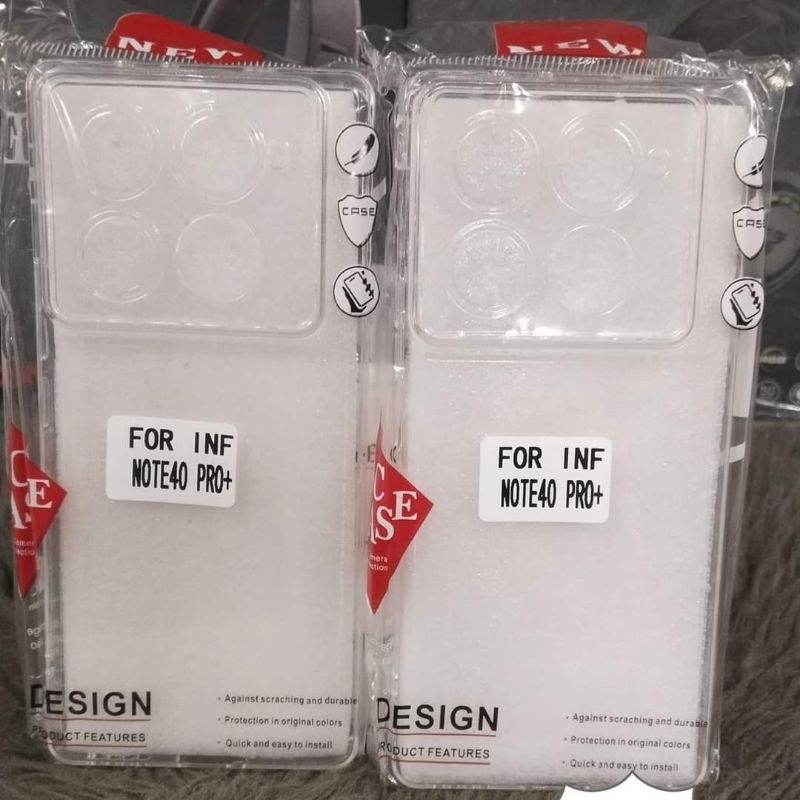 NEW
NEW
CASE
CASE
FOR INF
NOTE40 PRO+
FOR INF
NOTE40 PRO+
DESIGN
PRODUCT FEATURES
• Against scraching and durable
• Protection in original colors
• Quick and easy to install
DESIGN
PRODUCT FEATURES
• Against scraching and durable
• Protection in original colors
• Quick and easy to install